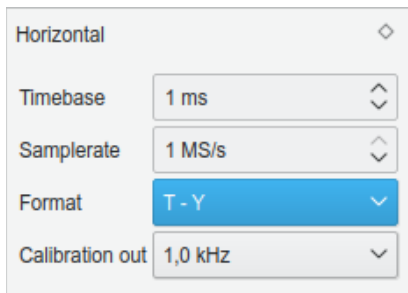 Horizontal
Timebase 1 ms
Samplerate 1 MS/s
Format T - Y
Calibration out 1,0 kHz